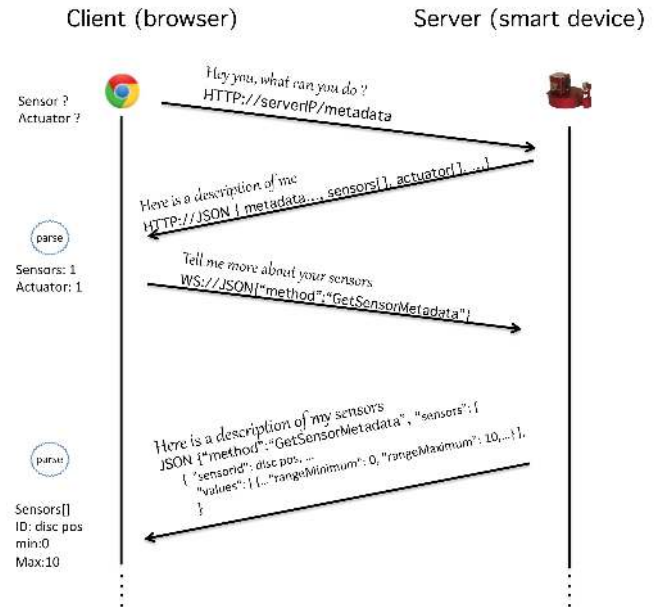 Client (browser)
Server (smart device)
Hey you, what can you do ?
HTTP://serverIP/metadata
Sensor ?
Actuator ?
Here is a description of me
HTTP://JSON { metadata..., sensors[], actuator[], ...}
parse
Sensors: 1
Actuator: 1
Tell me more about your sensors
WS://JSON{"method":"GetSensorMetadata"}
Here is a description of my sensors
JSON {"method":"GetSensorMetadata", "sensors": [
{ "sensorId": disc pos, ...
"values": [ {..."rangeMinimum": 0, "rangeMaximum": 10,...} ],
}
parse
Sensors[]
ID: disc pos
min:0
Max:10